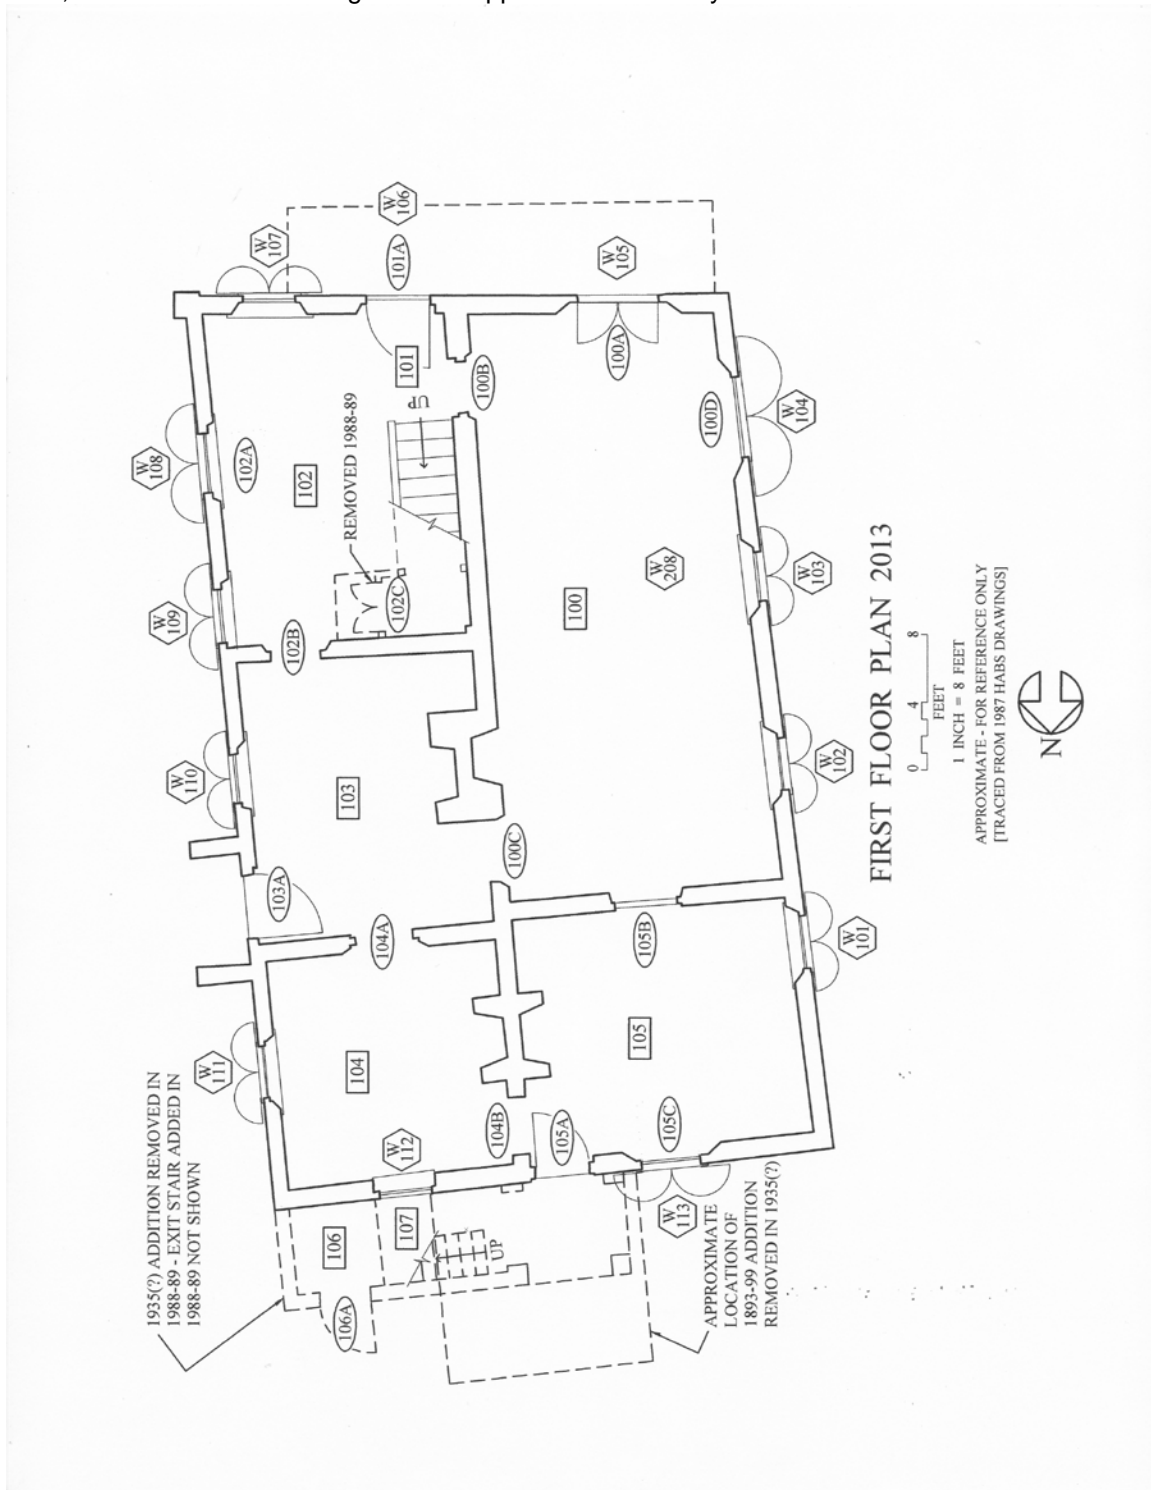 W
106
W
107
101A
W
105
101
100B
100A
UP
W
108
102A
102
REMOVED 1988-89
100D
W
104
W
109
102B
102C
W
208
100
W
103
W
110
103
103A
100C
W
102
104A
105B
W
101
W
111
104
105
104B
105A
105C
W
112
W
113
106
107
UP
106A
1935(?) ADDITION REMOVED IN
1988-89 - EXIT STAIR ADDED IN
1988-89 NOT SHOWN
APPROXIMATE
LOCATION OF
1893-99 ADDITION
REMOVED IN 1935(?)
FIRST FLOOR PLAN 2013
0 4 8
FEET
1 INCH = 8 FEET
APPROXIMATE - FOR REFERENCE ONLY
[TRACED FROM 1987 HABS DRAWINGS]
N